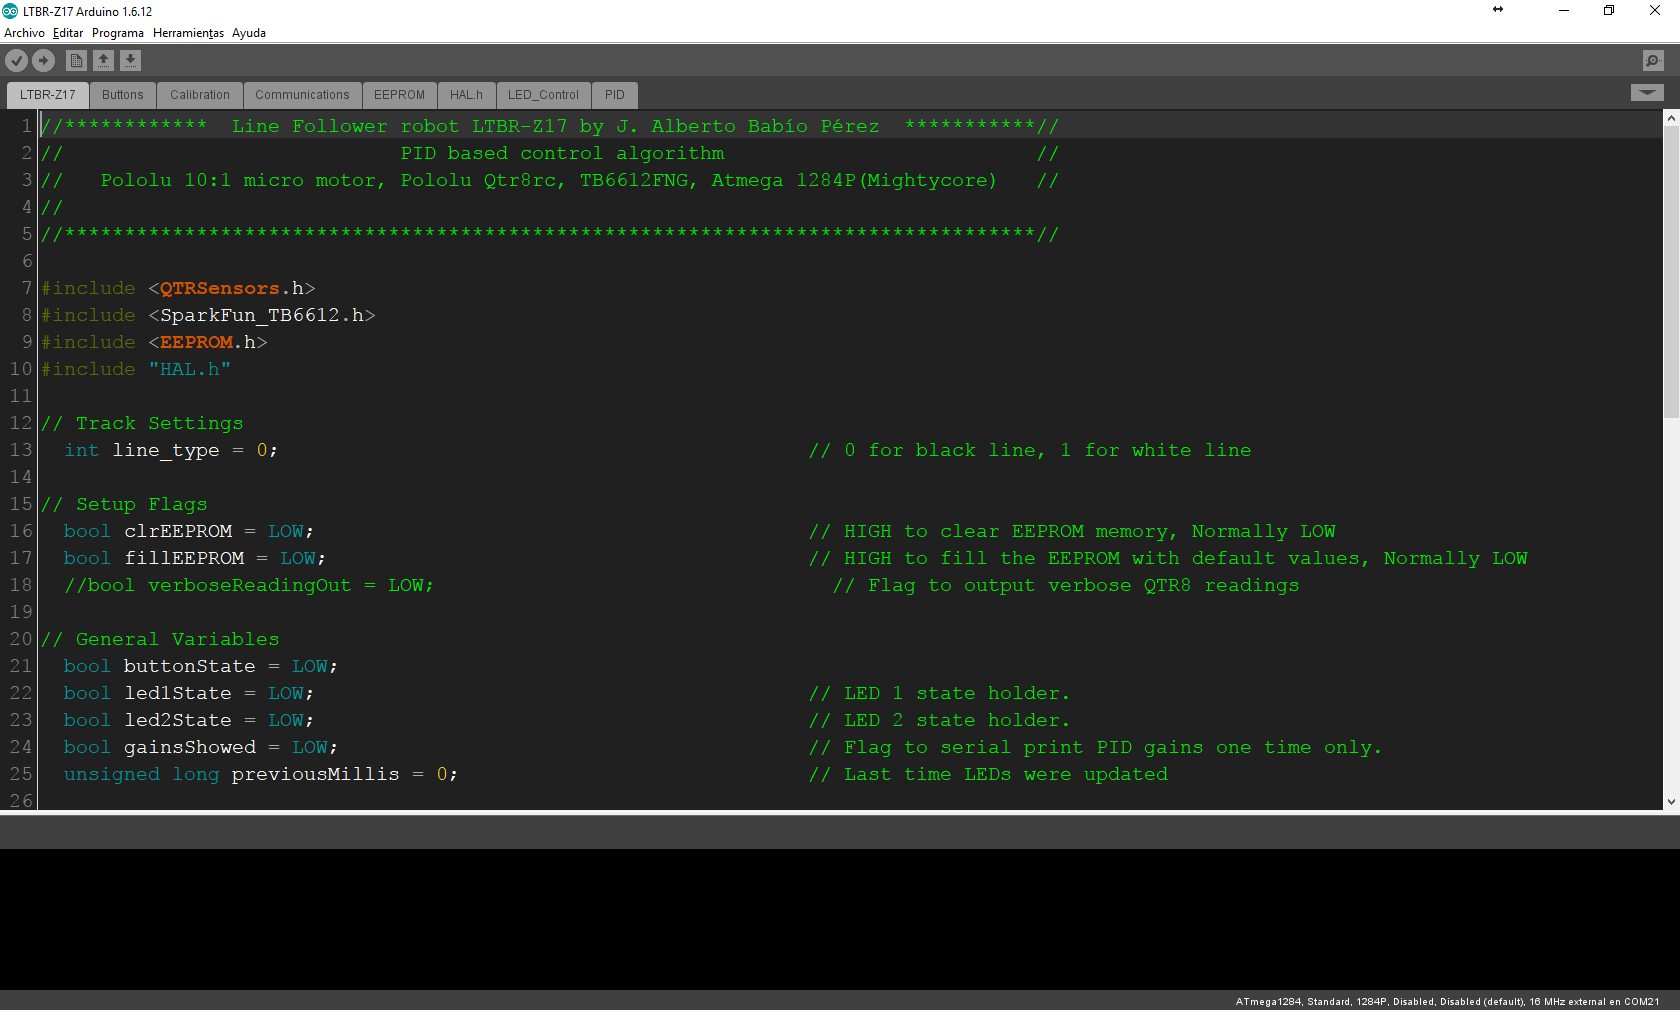 LTBR-Z17 Arduino 1.6.12
Archivo Editar Programa Herramientas Ayuda
LTBR-Z17 Buttons Calibration Communications EEPROM HAL.h LED_Control PID
1 //************  Line Follower robot LTBR-Z17 by J. Alberto Babío Pérez  ***********//
2 //                            PID based control algorithm                          //
3 //   Pololu 10:1 micro motor, Pololu Qtr8rc, TB6612FNG, Atmega 1284P(Mightycore)   //
4 //
5 //*********************************************************************************//
6
7 #include <QTRSensors.h>
8 #include <SparkFun_TB6612.h>
9 #include <EEPROM.h>
10 #include "HAL.h"
11
12 // Track Settings
13   int line_type = 0;                                            // 0 for black line, 1 for white line
14
15 // Setup Flags
16   bool clrEEPROM = LOW;                                         // HIGH to clear EEPROM memory, Normally LOW
17   bool fillEEPROM = LOW;                                        // HIGH to fill the EEPROM with default values, Normally LOW
18   //bool verboseReadingOut = LOW;                                 // Flag to output verbose QTR8 readings
19
20 // General Variables
21   bool buttonState = LOW;
22   bool led1State = LOW;                                         // LED 1 state holder.
23   bool led2State = LOW;                                         // LED 2 state holder.
24   bool gainsShowed = LOW;                                       // Flag to serial print PID gains one time only.
25   unsigned long previousMillis = 0;                             // Last time LEDs were updated
26
ATmega1284, Standard, 1284P, Disabled, Disabled (default), 16 MHz external en COM21